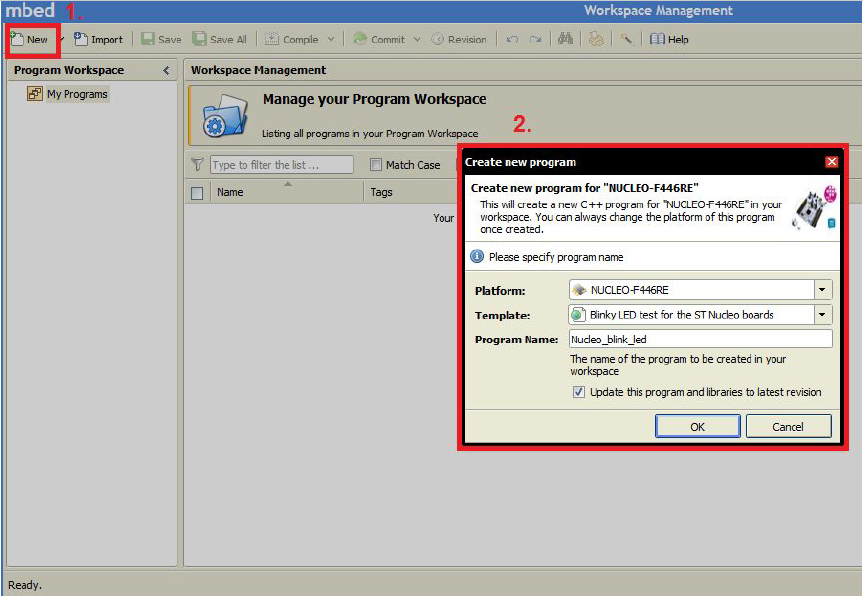 mbed
1.
Workspace Management
New
Import
Save
Save All
Compile
Commit
Revision
Help
Program Workspace
<
My Programs
Workspace Management
Manage your Program Workspace
Listing all programs in your Program Workspace
2.
Type to filter the list ...
Match Case
Name
Tags
Your
Create new program
Create new program for "NUCLEO-F446RE"
This will create a new C++ program for "NUCLEO-F446RE" in your
workspace. You can always change the platform of this program
once created.
Please specify program name
Platform:
NUCLEO-F446RE
Template:
Blinky LED test for the ST Nucleo boards
Program Name:
Nucleo_blink_led
The name of the program to be created in your
workspace
Update this program and libraries to latest revision
OK
Cancel
Ready.